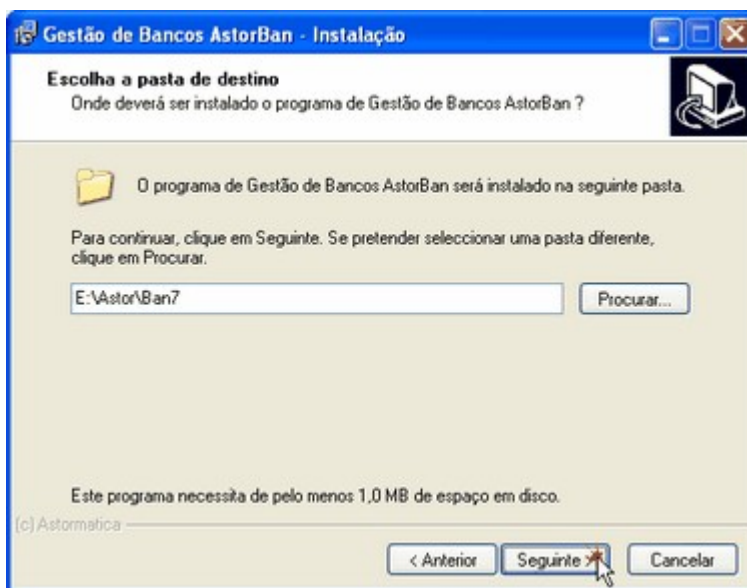 Gestão de Bancos AstorBan - Instalação
Escolha a pasta de destino
Onde deverá ser instalado o programa de Gestão de Bancos AstorBan ?
O programa de Gestão de Bancos AstorBan será instalado na seguinte pasta.
Para continuar, clique em Seguinte. Se pretender seleccionar uma pasta diferente,
clique em Procurar.
E:\Astor\Ban7
Procurar...
Este programa necessita de pelo menos 1,0 MB de espaço em disco.
(c) Astormatica
< Anterior
Seguinte >
Cancelar